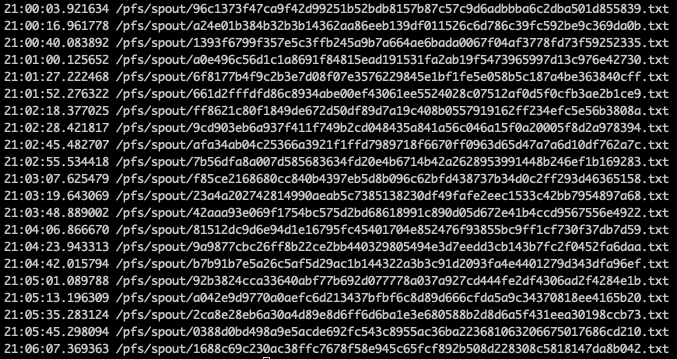 21:00:03.921634 /pfs/spout/96c1373f47ca9f42d99251b52bdb8157b87c57c9d6adbbba6c2dba501d855839.txt
21:00:16.961778 /pfs/spout/a24e01b384b32b3b14362aa86eeb139df011526c6d786c39fc592be9c369da0b.txt
21:00:40.083892 /pfs/spout/1393f6799f357e5c3ffb245a9b7a664ae6bada0067f04af3778fd73f59252335.txt
21:01:00.125652 /pfs/spout/a0e496c56d1c1a8691f84815ead191531fa2ab19f5473965997d13c976e42730.txt
21:01:27.222468 /pfs/spout/6f8177b4f9c2b3e7d08f07e3576229845e1bf1fe5e058b5c187a4be363840cff.txt
21:01:52.276322 /pfs/spout/661d2fffdfd86c8934abe00ef43061ee5524028c07512af0d5f0cfb3ae2b1ce9.txt
21:02:18.377025 /pfs/spout/ff8621c80f1849de672d50df89d7a19c408b0557919162ff234efc5e56b3808a.txt
21:02:28.421817 /pfs/spout/9cd903eb6a937f411f749b2cd048435a841a56c046a15f0a20005f8d2a978394.txt
21:02:45.482707 /pfs/spout/afa34ab04c25366a3921f1ffd7989718f6670ff0963d65d47a7a6d10df762a7c.txt
21:02:55.534418 /pfs/spout/7b56dfa8a007d585683634fd20e4b6714b42a2628953991448b246ef1b169283.txt
21:03:07.625479 /pfs/spout/f85ce2168680cc840b4397eb5d8b096c62bfd438737b34d0c2ff293d46365158.txt
21:03:19.643069 /pfs/spout/23a4a202742814990aeab5c7385138230df49fafe2eec1533c42bb7954897a68.txt
21:03:48.889002 /pfs/spout/42aaa93e069f1754bc575d2bd68618991c890d05d672e41b4ccd9567556e4922.txt
21:04:06.866670 /pfs/spout/81512dc9d6e94d1e16795fc45401704e852476f93855bc9ff1cf730f37db7d59.txt
21:04:23.943313 /pfs/spout/9a9877cbc26ff8b22ce2bb440329805494e3d7eedd3cb143b7fc2f0452fa6daa.txt
21:04:42.015794 /pfs/spout/b7b91b7e5a26c5af5d29ac1b144322a3b3c91d2093fa4e4401279d343dfa96ef.txt
21:05:01.089788 /pfs/spout/92b3824cca33640abf77b692d077778a037a927cd444fe2df4306ad2f4284e1b.txt
21:05:13.196309 /pfs/spout/a042e9d9770a0aefc6d213437bfbf6c8d89d666cfda5a9c34370818ee4165b20.txt
21:05:35.283124 /pfs/spout/2ca8e28eb6a30a4d89e8d6ff6d6ba1e3e680588b2d8d6a5f431eea30198ccb73.txt
21:05:45.298094 /pfs/spout/0388d0bd498a9e5acde692fc543c8955ac36ba223681063206675017686cd210.txt
21:06:07.369363 /pfs/spout/1688c69c230ac38ffc7678f58e945c65fcf892b508d228308c5818147da8b042.txt